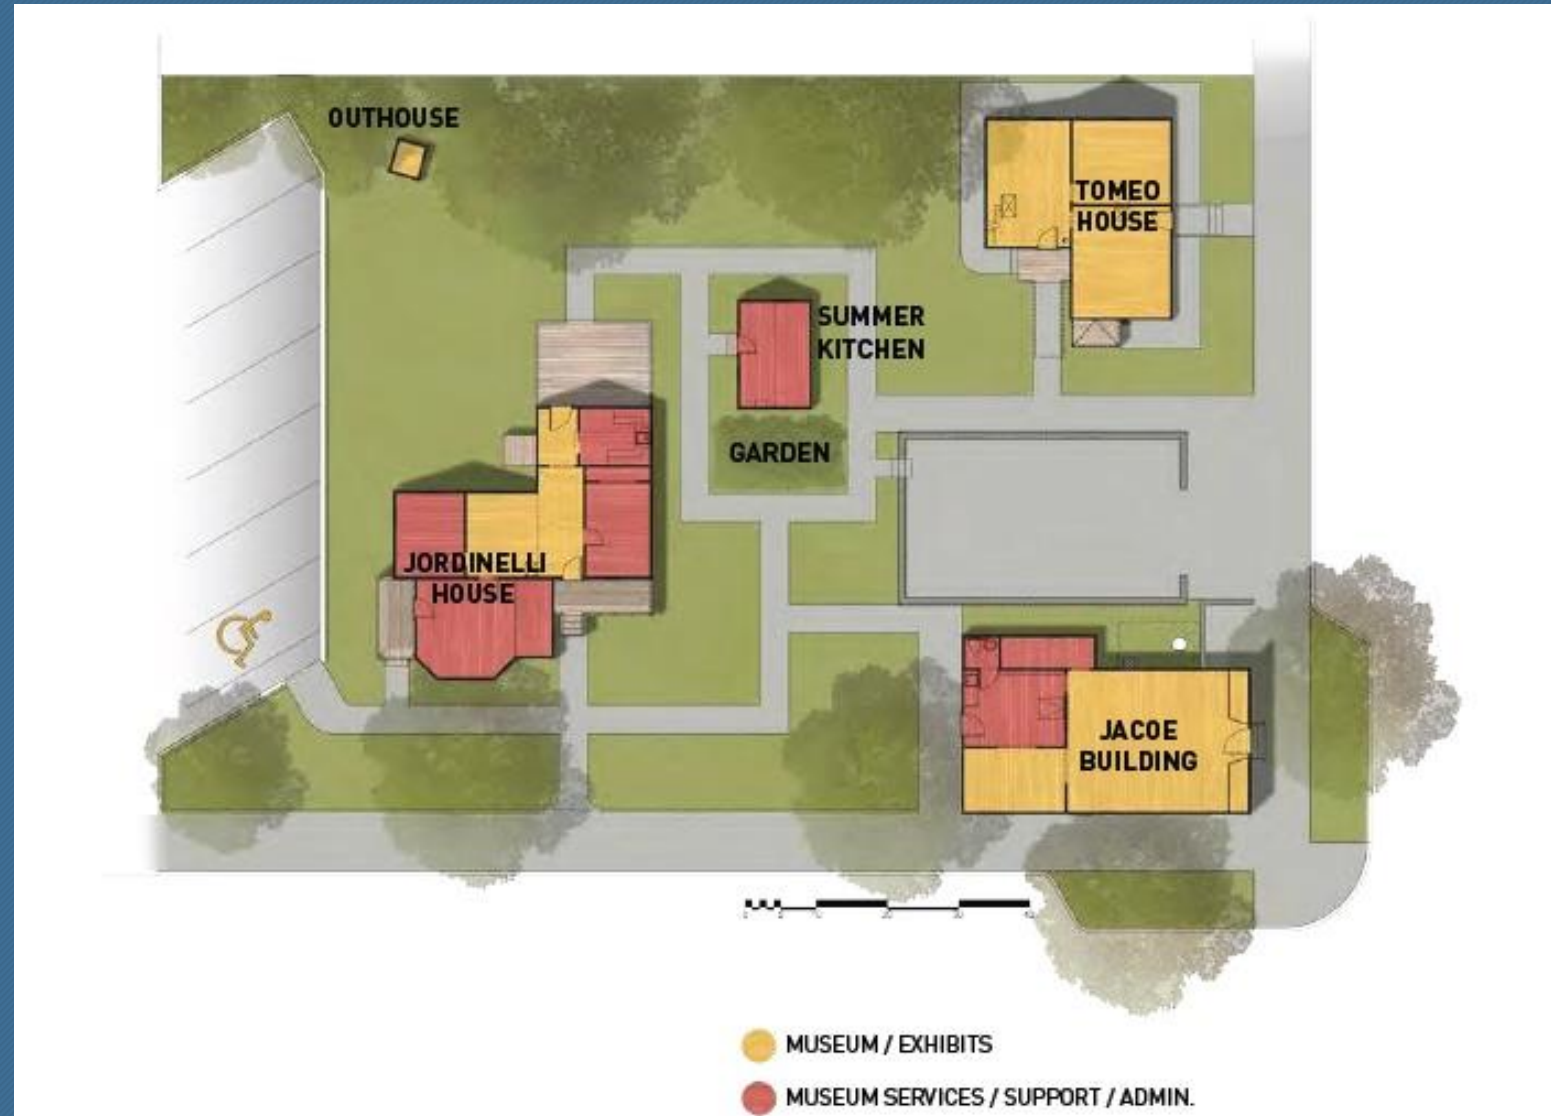 OUTHOUSE
TOMEO
HOUSE
SUMMER
KITCHEN
GARDEN
JORDINELLI
HOUSE
JACOE
BUILDING
MUSEUM / EXHIBITS
MUSEUM SERVICES / SUPPORT / ADMIN.